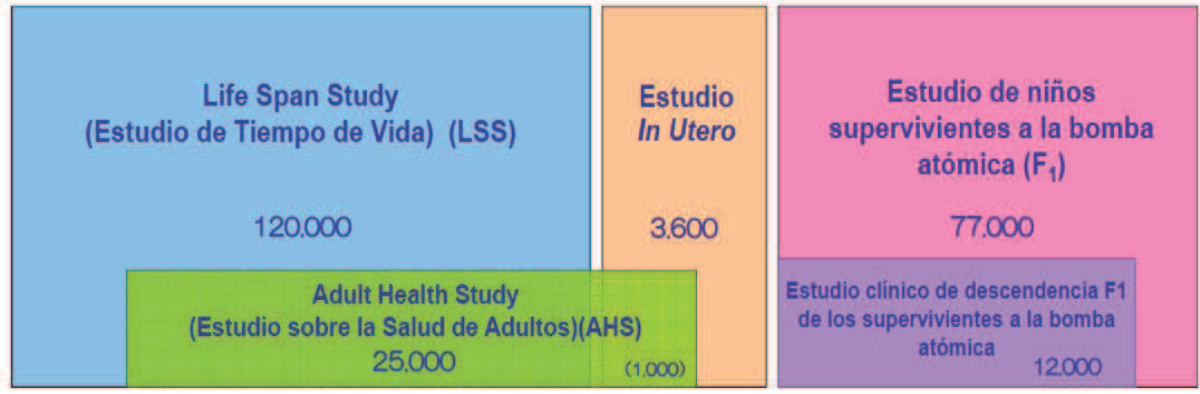 Life Span Study
(Estudio de Tiempo de Vida) (LSS)
120.000
Estudio
In Utero
3.600
Estudio de niños
supervivientes a la bomba
atómica (F₁)
77.000
Adult Health Study
(Estudio sobre la Salud de Adultos)(AHS)
25.000
(1.000)
Estudio clínico de descendencia F1
de los supervivientes a la bomba
atómica
12.000